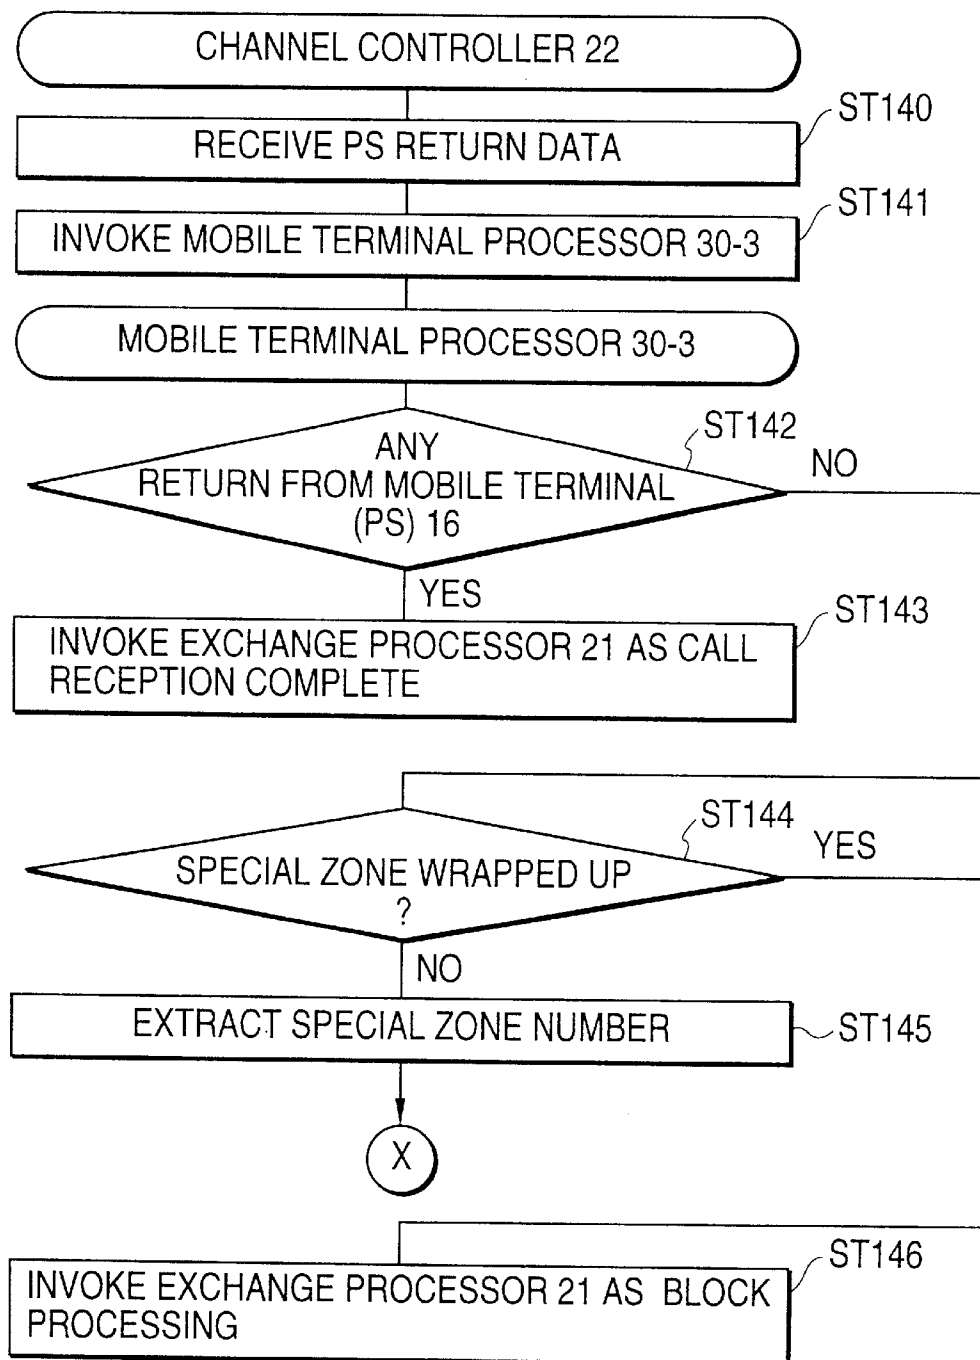 CHANNEL CONTROLLER 22
ST140
RECEIVE PS RETURN DATA
ST141
INVOKE MOBILE TERMINAL PROCESSOR 30-3
MOBILE TERMINAL PROCESSOR 30-3
ST142
ANY
NO
RETURN FROM MOBILE TERMINAL
(PS) 16
YES
ST143
INVOKE EXCHANGE PROCESSOR 21 AS CALL
RECEPTION COMPLETE
ST144
YES
SPECIAL ZONE WRAPPED UP
?
NO
EXTRACT SPECIAL ZONE NUMBER
ST145
X
ST146
INVOKE EXCHANGE PROCESSOR 21 AS BLOCK
PROCESSING